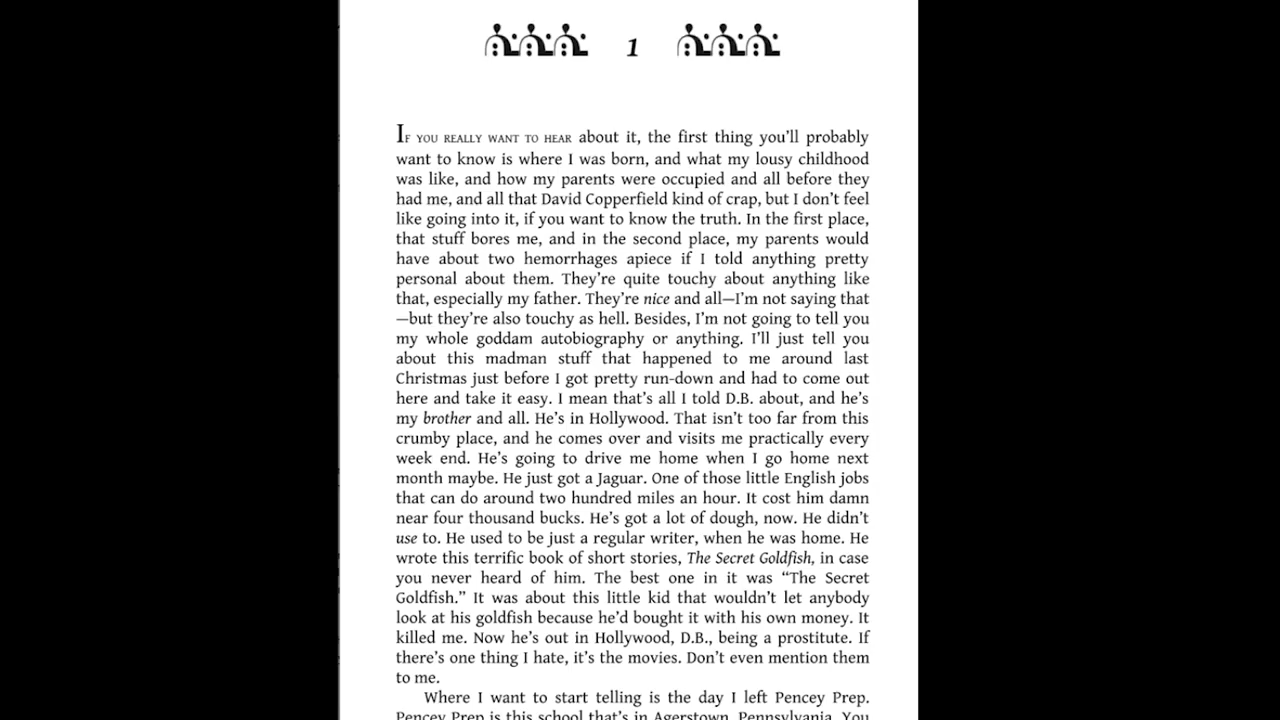 1
If you really want to hear about it, the first thing you’ll probably
want to know is where I was born, and what my lousy childhood
was like, and how my parents were occupied and all before they
had me, and all that David Copperfield kind of crap, but I don’t feel
like going into it, if you want to know the truth. In the first place,
that stuff bores me, and in the second place, my parents would
have about two hemorrhages apiece if I told anything pretty
personal about them. They’re quite touchy about anything like
that, especially my father. They’re nice and all—I’m not saying that
—but they’re also touchy as hell. Besides, I’m not going to tell you
my whole goddam autobiography or anything. I’ll just tell you
about this madman stuff that happened to me around last
Christmas just before I got pretty run-down and had to come out
here and take it easy. I mean that’s all I told D.B. about, and he’s
my brother and all. He’s in Hollywood. That isn’t too far from this
crumby place, and he comes over and visits me practically every
week end. He’s going to drive me home when I go home next
month maybe. He just got a Jaguar. One of those little English jobs
that can do around two hundred miles an hour. It cost him damn
near four thousand bucks. He’s got a lot of dough, now. He didn’t
use to. He used to be just a regular writer, when he was home. He
wrote this terrific book of short stories, The Secret Goldfish, in case
you never heard of him. The best one in it was “The Secret
Goldfish.” It was about this little kid that wouldn’t let anybody
look at his goldfish because he’d bought it with his own money. It
killed me. Now he’s out in Hollywood, D.B., being a prostitute. If
there’s one thing I hate, it’s the movies. Don’t even mention them
to me.
Where I want to start telling is the day I left Pencey Prep.
Pencey Prep is this school that’s in Agerstown, Pennsylvania. You